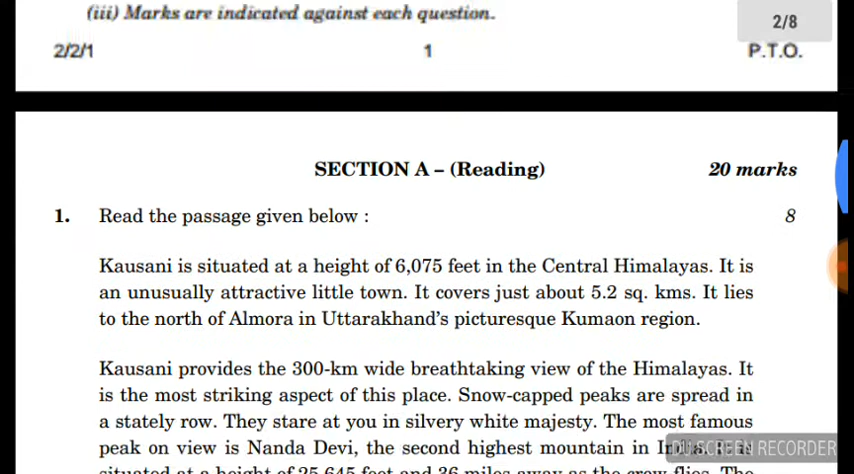 (iii) Marks are indicated against each question.
2/8
2/2/1 1 P.T.O.
SECTION A – (Reading) 20 marks
1. Read the passage given below : 8
Kausani is situated at a height of 6,075 feet in the Central Himalayas. It is
an unusually attractive little town. It covers just about 5.2 sq. kms. It lies
to the north of Almora in Uttarakhand's picturesque Kumaon region.
Kausani provides the 300-km wide breathtaking view of the Himalayas. It
is the most striking aspect of this place. Snow-capped peaks are spread in
a stately row. They stare at you in silvery white majesty. The most famous
peak on view is Nanda Devi, the second highest mountain in
DU SCREEN RECORDER
situated at a height of 25,645 feet and 36 miles away as the crow flies. The